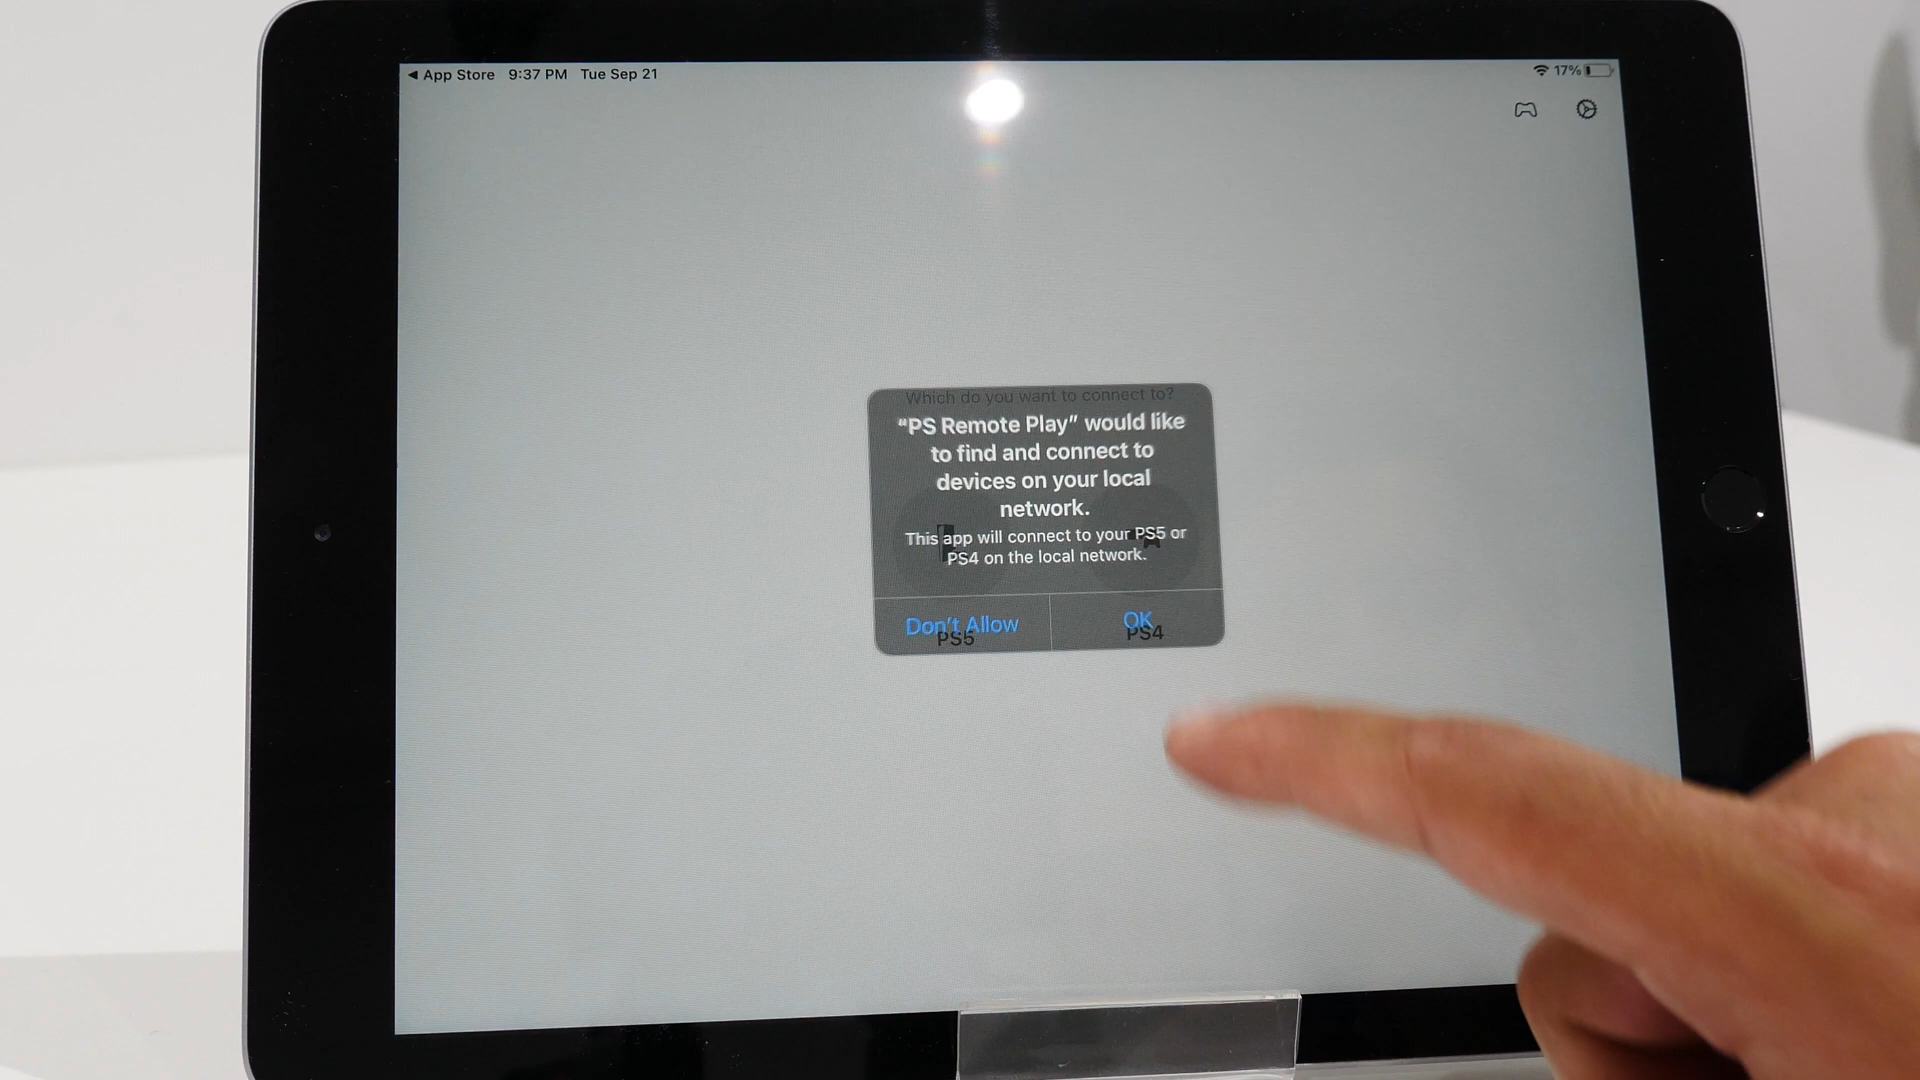 ◀ App Store 9:37 PM Tue Sep 21
17%
Which do you want to connect to?
“PS Remote Play” would like
to find and connect to
devices on your local
network.
This app will connect to your PS5 or
PS4 on the local network.
Don’t Allow
OK
PS5
PS4